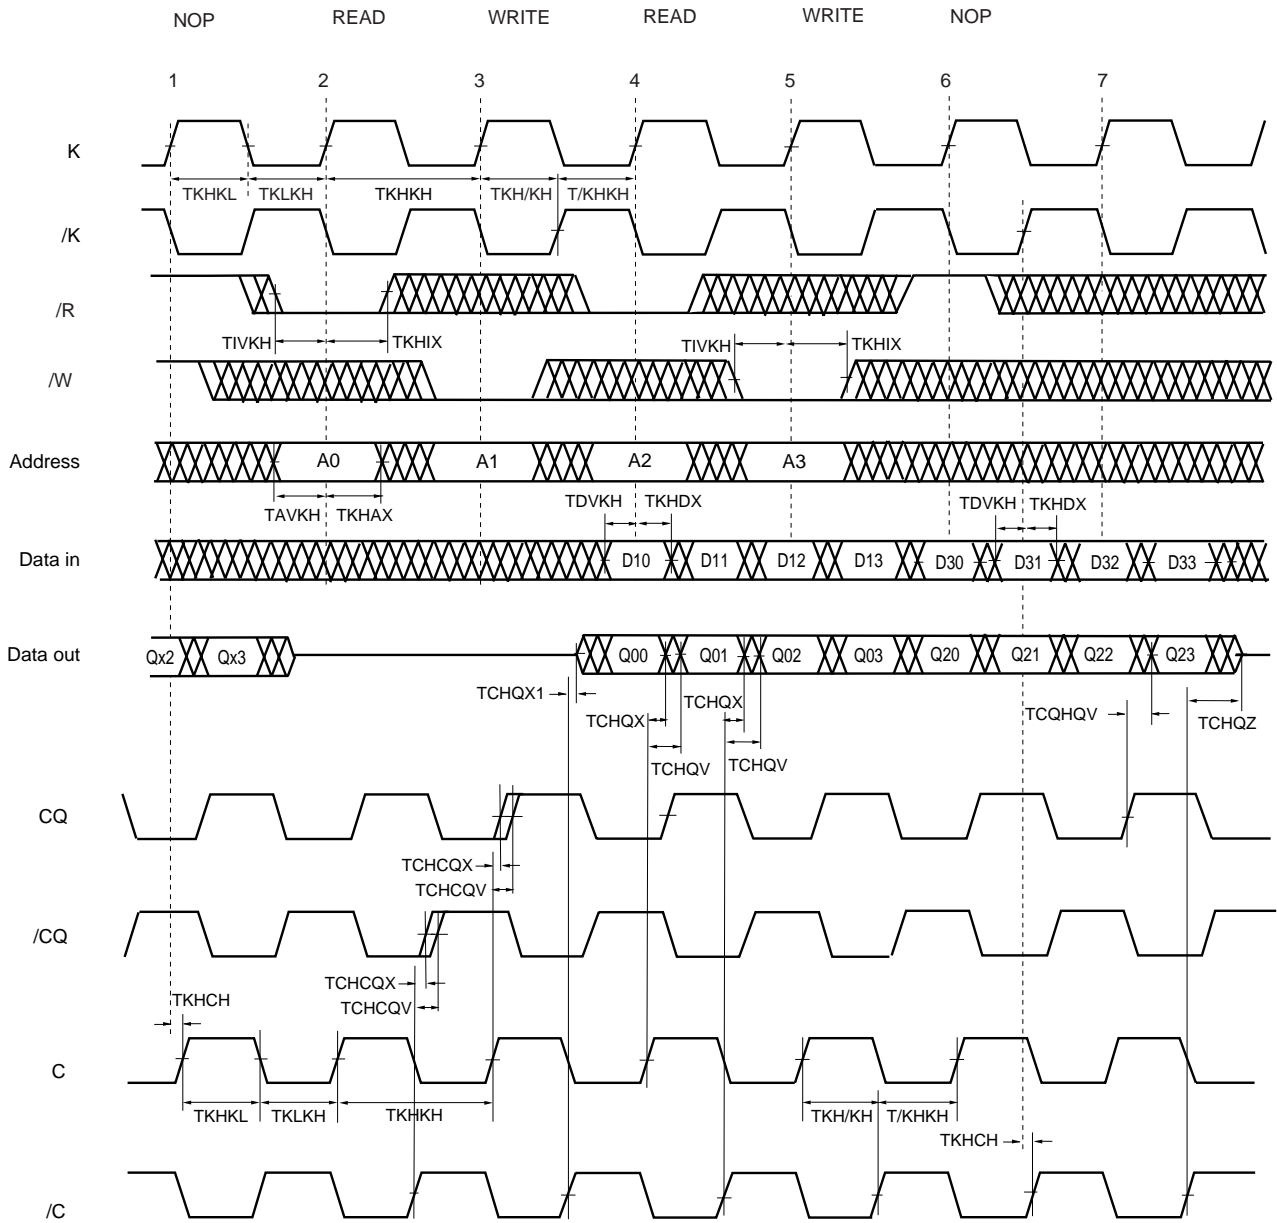 NOP READ WRITE READ WRITE NOP
1 2 3 4 5 6 7
K
TKHKL TKLKH TKHKH TKH/KH T/KHKH
/K
/R
TIVKH TKHIX TIVKH TKHIX
/W
Address A0 A1 A2 A3
TAVKH TKHAX TDVKH TKHDX TDVKH TKHDX
Data in D10 D11 D12 D13 D30 D31 D32 D33
Data out Qx2 Qx3 Q00 Q01 Q02 Q03 Q20 Q21 Q22 Q23
TCHQX1 TCHQX TCHQX TCQHQV TCHQZ
TCHQV TCHQV
CQ
TCHCQX
TCHCQV
/CQ
TCHCQX
TCHCQV
TKHCH
C
TKHKL TKLKH TKHKH TKH/KH T/KHKH
TKHCH
/C